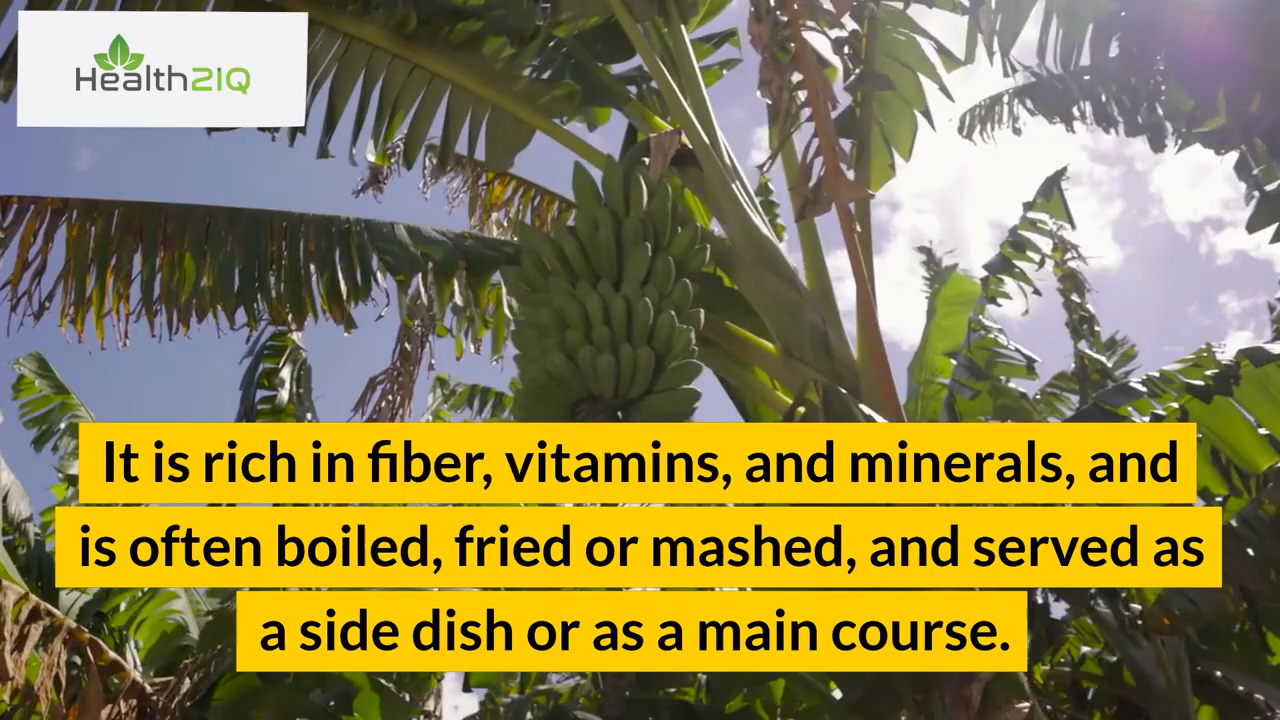 Health2IQ
It is rich in fiber, vitamins, and minerals, and
is often boiled, fried or mashed, and served as
a side dish or as a main course.